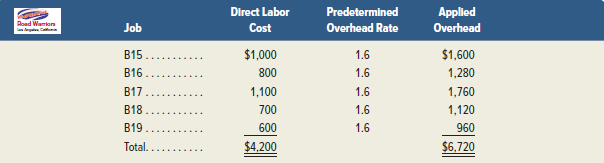 Direct Labor Predetermined Applied
Road Warriors
Los Angeles, California
Job Cost Overhead Rate Overhead
B15 . . . . . . . . . . . $1,000 1.6 $1,600
B16 . . . . . . . . . . . 800 1.6 1,280
B17 . . . . . . . . . . . 1,100 1.6 1,760
B18 . . . . . . . . . . . 700 1.6 1,120
B19 . . . . . . . . . . . 600 1.6 960
Total. . . . . . . . . . . $4,200 $6,720